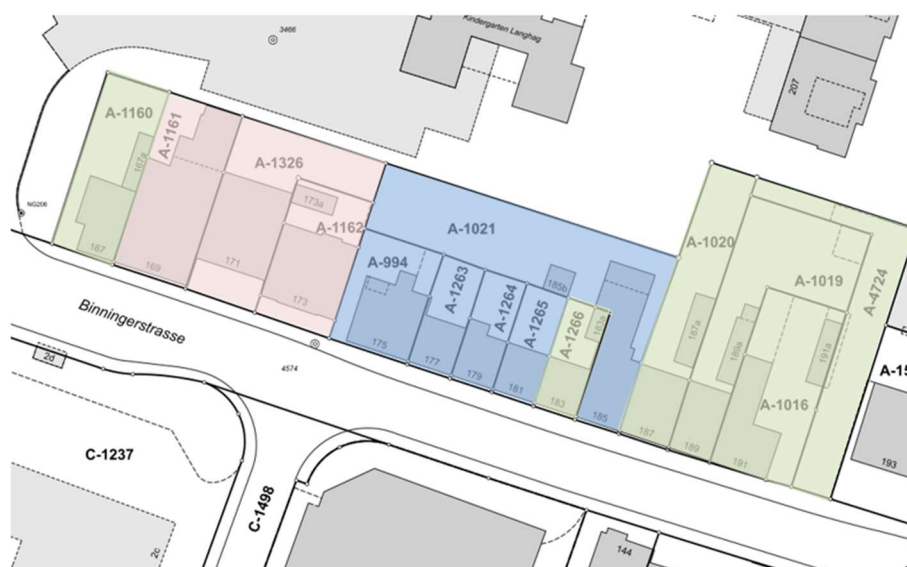 3466
Kindergarten Langhag
207
A-1160
A-1161
167a
A-1326
173a
A-1162
NG206
167
169
171
173
A-1021
A-994
A-1263
A-1264
A-1265
185b
A-1266
183a
175
177
179
181
183
185
A-1020
A-1019
A-4724
187a
189a
191a
A-1016
187
189
191
A-15
193
Binningerstrasse
4574
2d
C-1237
C-1498
2c
144